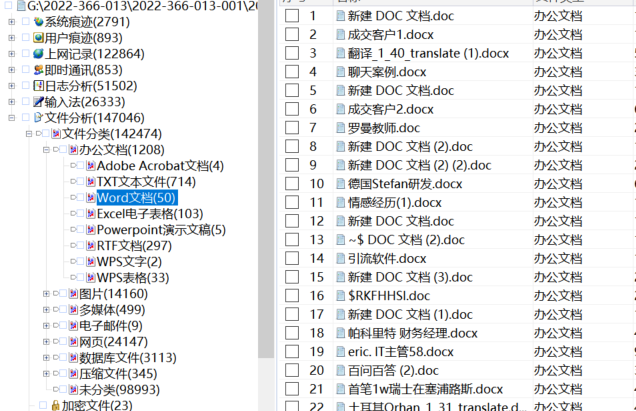 G:\2022-366-013\2022-366-013-001\20
系统痕迹(2791)
用户痕迹(893)
上网记录(122864)
即时通讯(853)
日志分析(51502)
输入法(26333)
文件分析(147046)
文件分类(142474)
办公文档(1208)
Adobe Acrobat文档(4)
TXT文本文件(714)
Word文档(50)
Excel电子表格(103)
Powerpoint演示文稿(5)
RTF文档(297)
WPS文字(2)
WPS表格(33)
图片(14160)
多媒体(499)
电子邮件(9)
网页(24147)
数据库文件(3113)
压缩文件(345)
未分类(98993)
加密文件(23)
1 新建 DOC 文档.doc 办公文档
2 成交客户1.docx 办公文档
3 翻译_1_40_translate (1).docx 办公文档
4 聊天案例.docx 办公文档
5 新建 DOC 文档.doc 办公文档
6 成交客户2.docx 办公文档
7 罗曼教师.docx 办公文档
8 新建 DOC 文档 (2).doc 办公文档
9 新建 DOC 文档 (2) (2).doc 办公文档
10 德国Stefan研发.docx 办公文档
11 情感经历(1).docx 办公文档
12 新建 DOC 文档.doc 办公文档
13 ~$ DOC 文档 (2).doc 办公文档
14 引流软件.docx 办公文档
15 新建 DOC 文档 (3).doc 办公文档
16 $RKFHHSI.doc 办公文档
17 新建 DOC 文档 (1).doc 办公文档
18 帕科里特 财务经理.docx 办公文档
19 eric. IT主管58.docx 办公文档
20 百问百答 (2).doc 办公文档
21 首笔1w瑞士在塞浦路斯.docx 办公文档
22 土耳其Orhan_1_31_translate.d... 办公文档